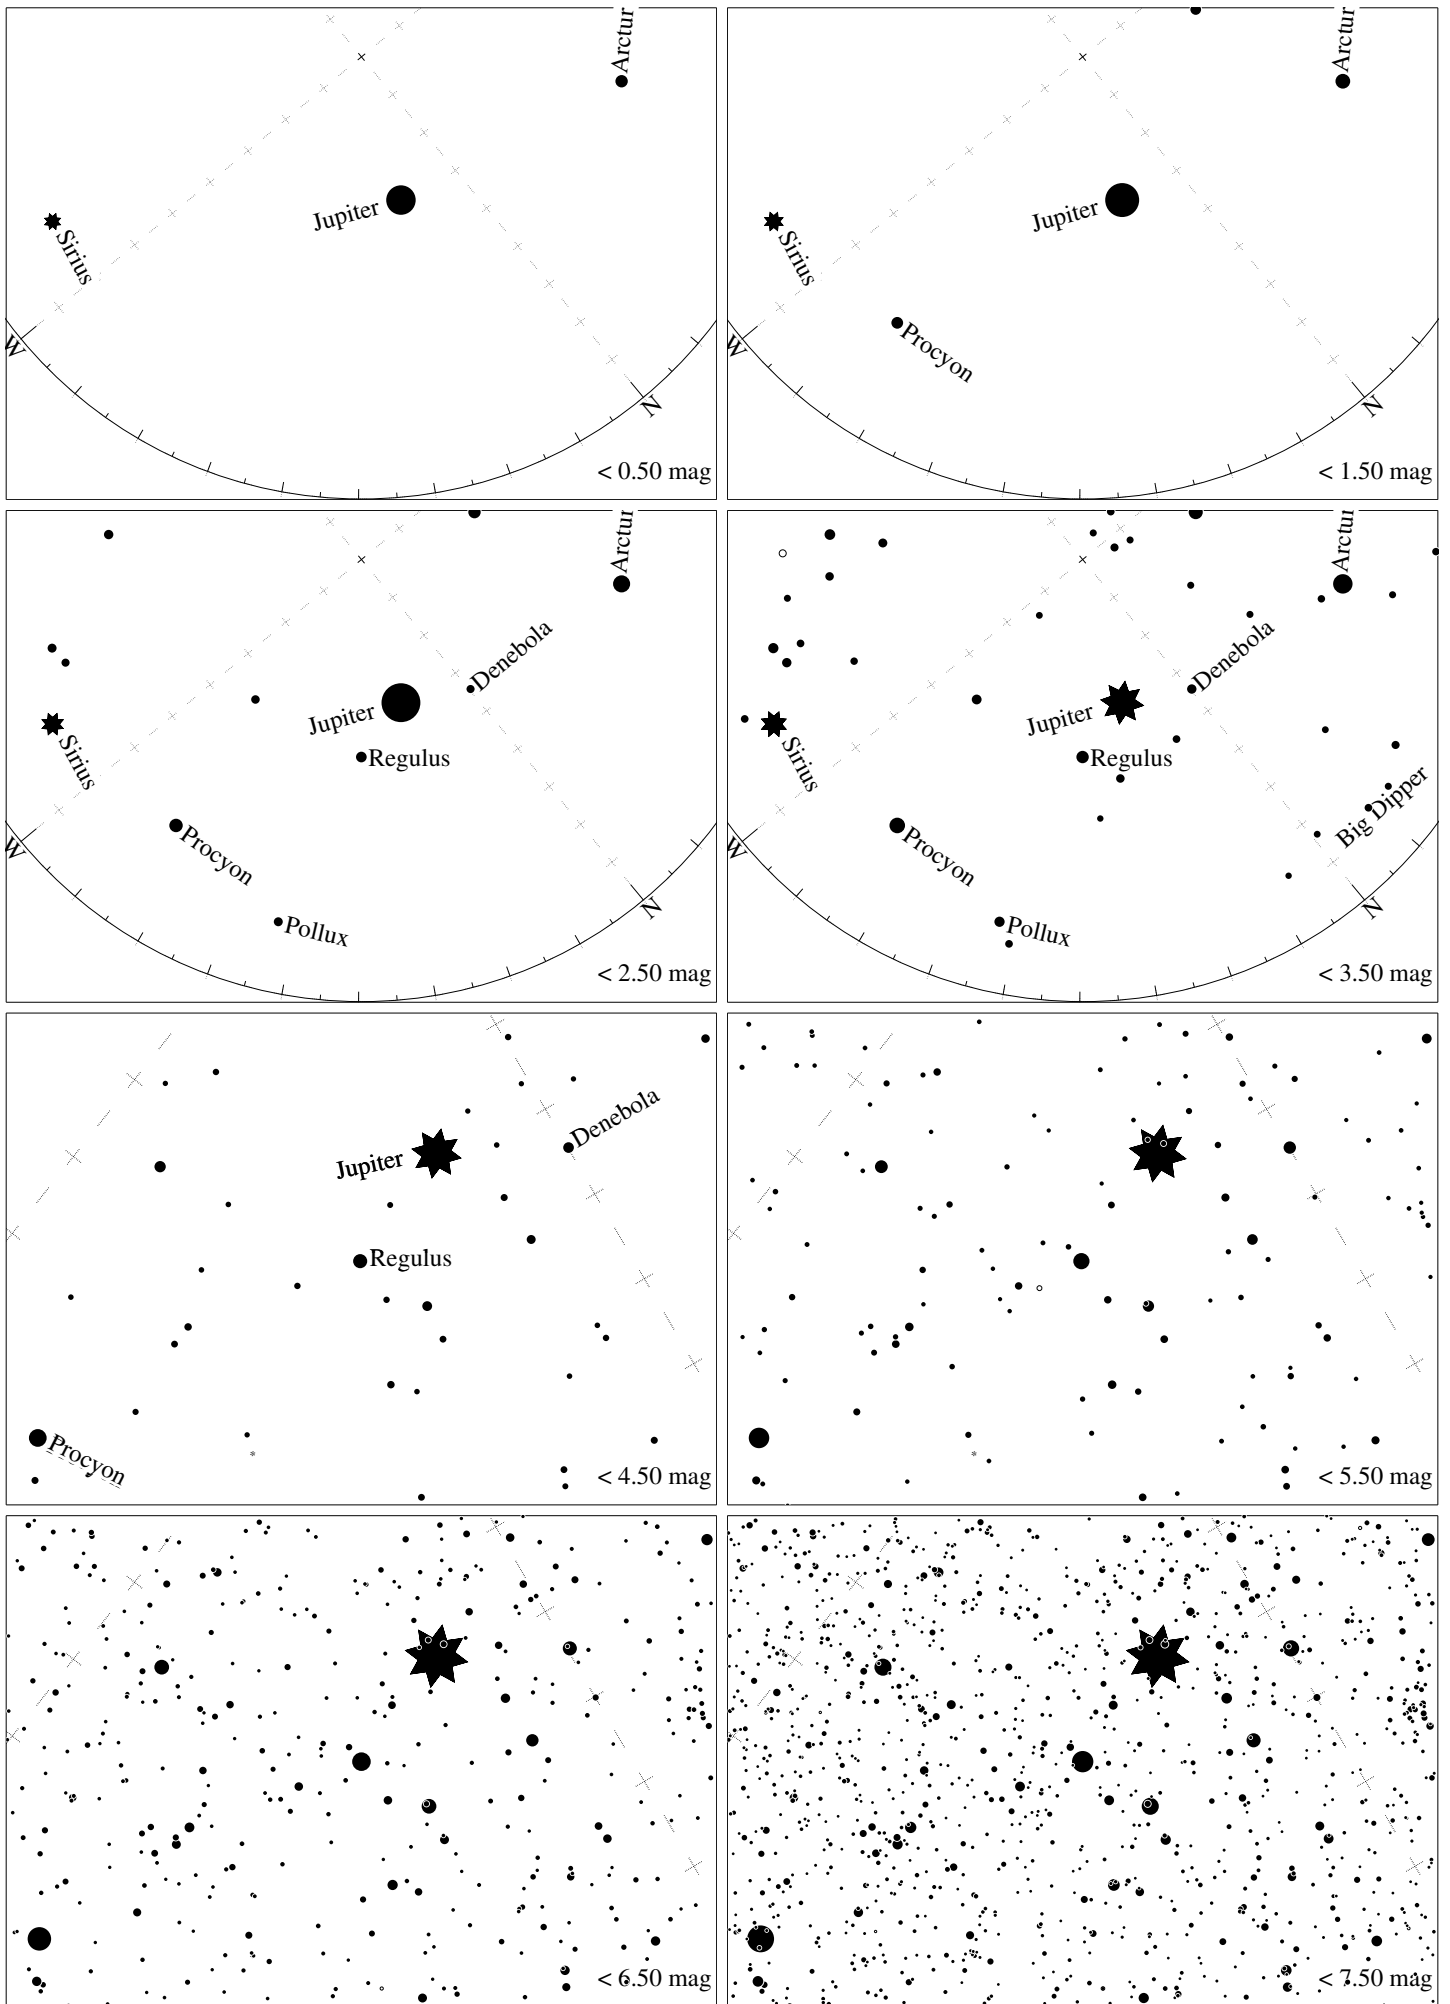 Arctur
Jupiter
Sirius
W
N
< 0.50 mag
Arctur
Jupiter
Sirius
Procyon
W
N
< 1.50 mag
Arctur
Denebola
Jupiter
Sirius
Regulus
Procyon
W
N
Pollux
< 2.50 mag
Arctur
Denebola
Jupiter
Sirius
Regulus
Big Dipper
Procyon
W
N
Pollux
< 3.50 mag
Denebola
Jupiter
Regulus
Procyon
< 4.50 mag
< 5.50 mag
< 6.50 mag
< 7.50 mag